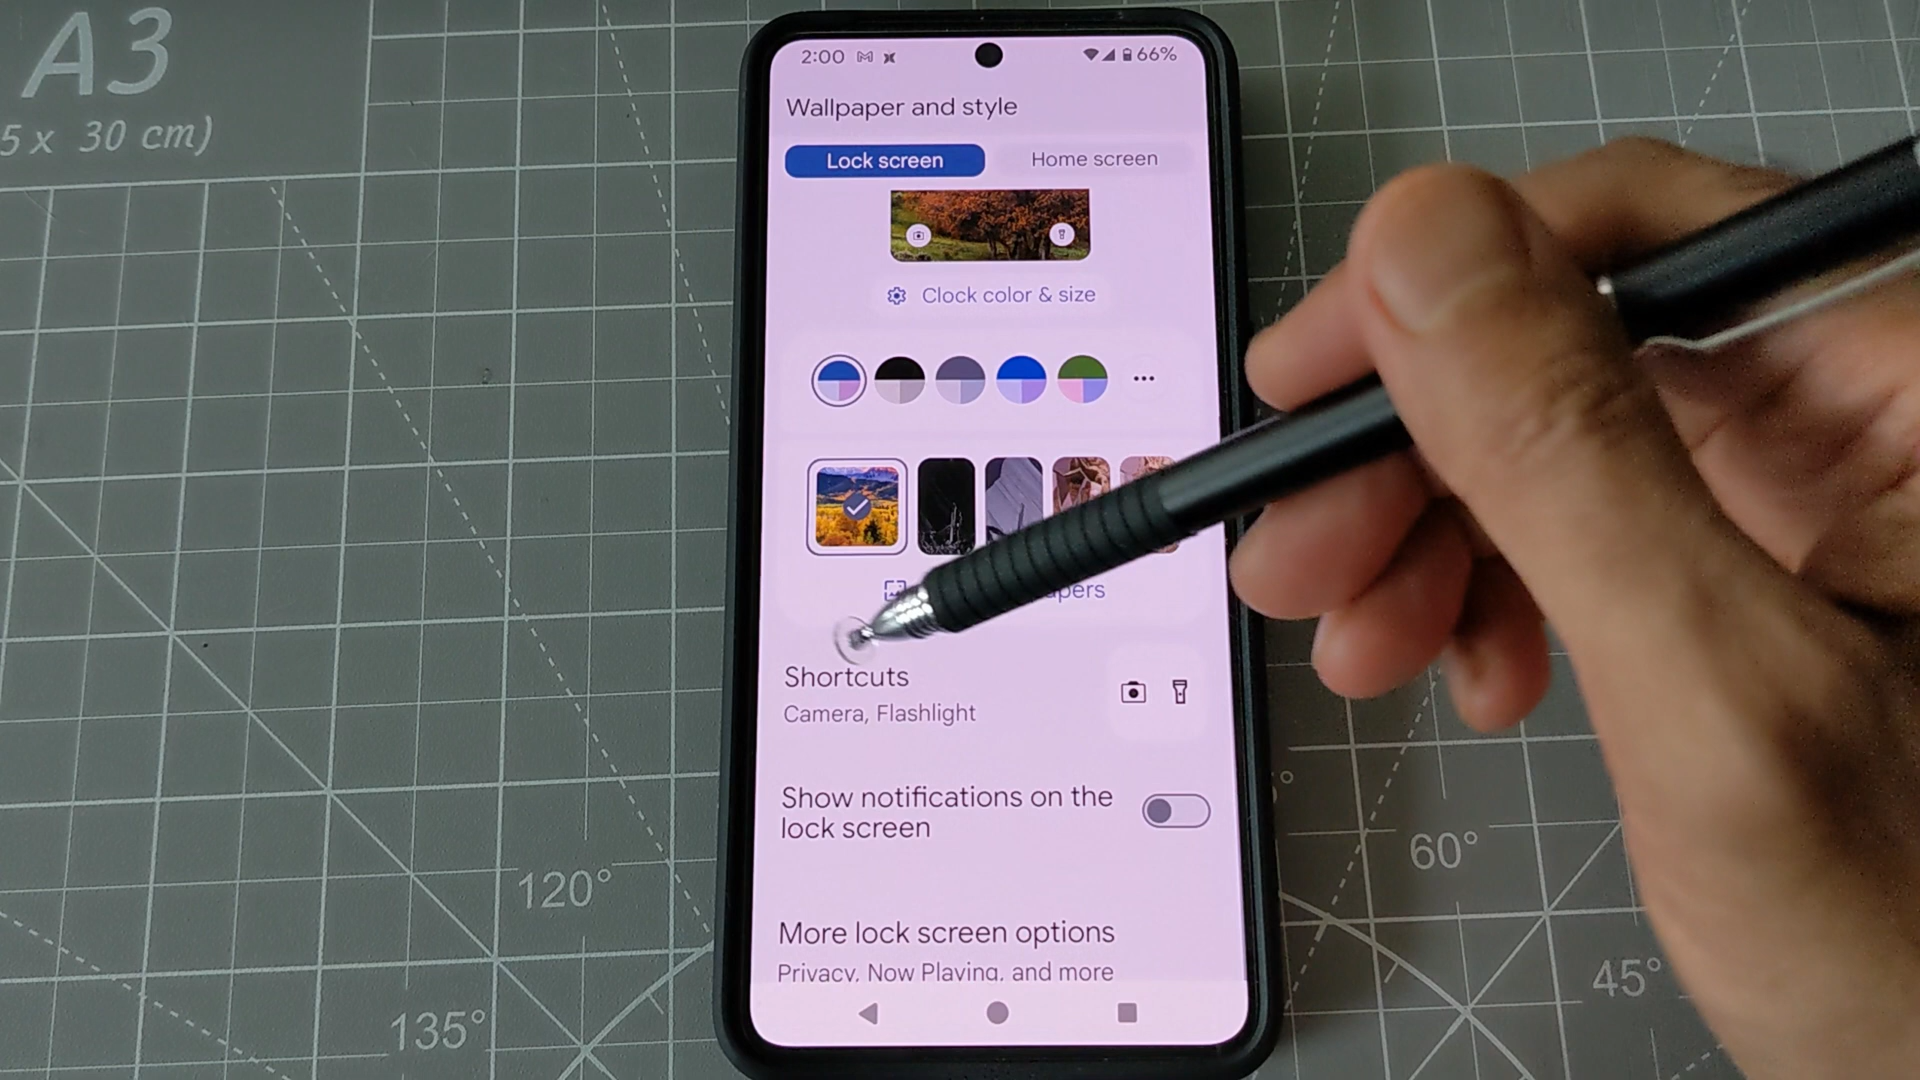 A3
5 x 30 cm)
2:00 66%
Wallpaper and style
Lock screen Home screen
Clock color & size
Shortcuts
Camera, Flashlight
Show notifications on the
lock screen
More lock screen options
Privacy, Now Playing, and more
120°
135°
60°
45°